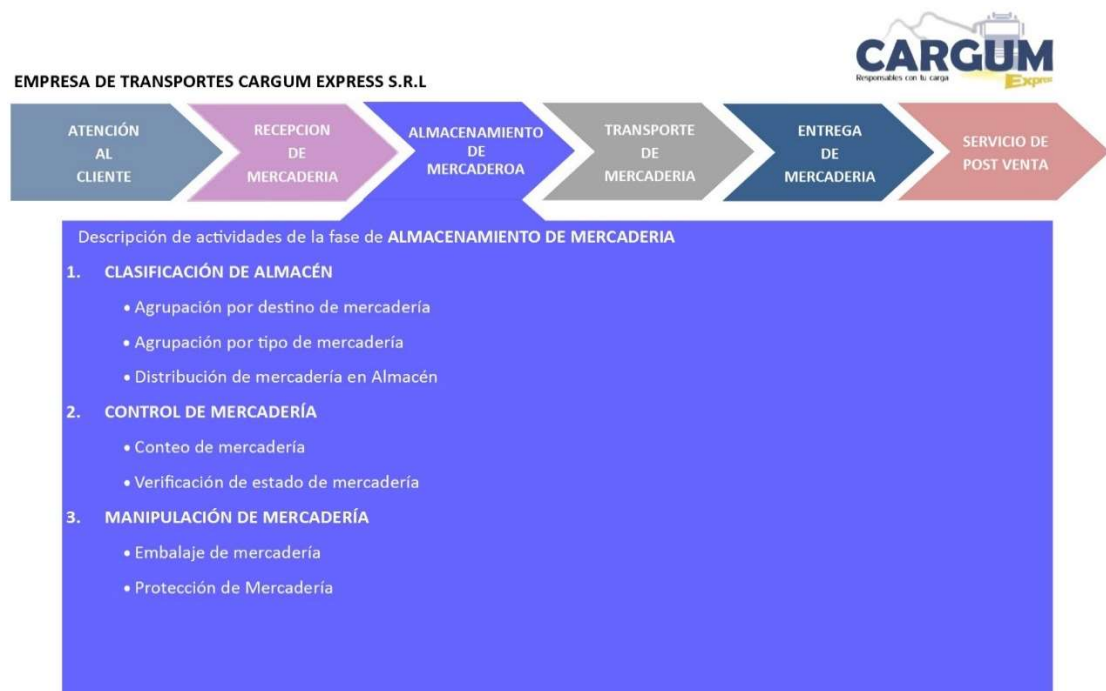 CARGUM
Responsables con tu carga
Expres
EMPRESA DE TRANSPORTES CARGUM EXPRESS S.R.L
ATENCIÓN
AL
CLIENTE
RECEPCION
DE
MERCADERIA
ALMACENAMIENTO
DE
MERCADEROA
TRANSPORTE
DE
MERCADERIA
ENTREGA
DE
MERCADERIA
SERVICIO DE
POST VENTA
Descripción de actividades de la fase de ALMACENAMIENTO DE MERCADERIA
1. CLASIFICACIÓN DE ALMACÉN
• Agrupación por destino de mercadería
• Agrupación por tipo de mercadería
• Distribución de mercadería en Almacén
2. CONTROL DE MERCADERÍA
• Conteo de mercadería
• Verificación de estado de mercadería
3. MANIPULACIÓN DE MERCADERÍA
• Embalaje de mercadería
• Protección de Mercadería